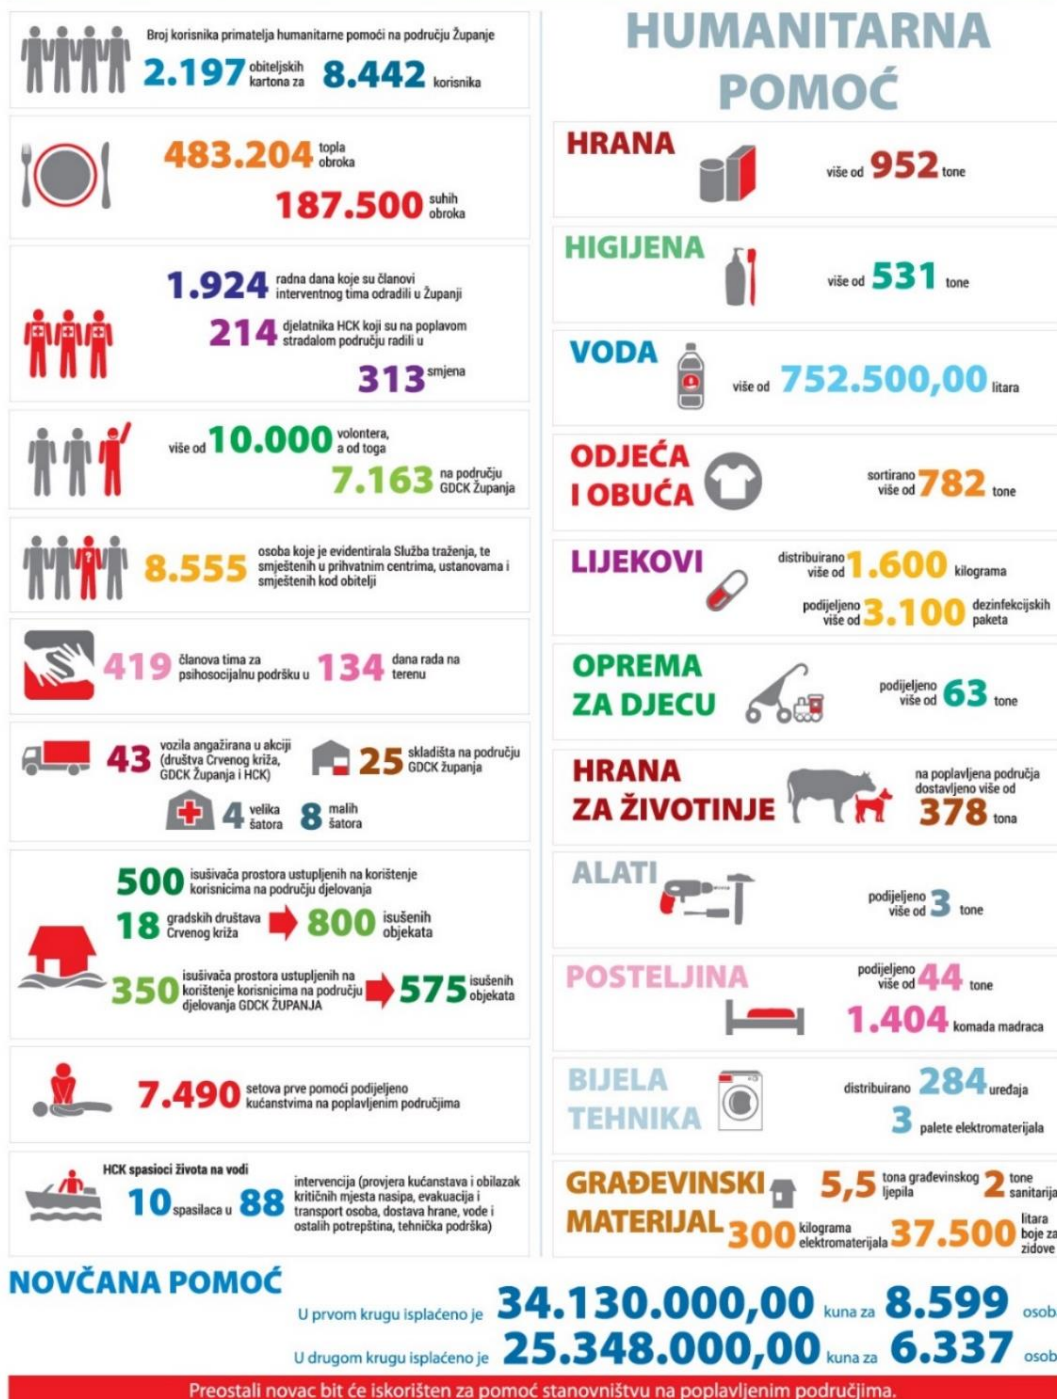 Broj korisnika primatelja humanitarne pomoći na području Županje
2.197 obiteljskih kartona za 8.442 korisnika
483.204 topla obroka
187.500 suhih obroka
1.924 radna dana koje su članovi interventnog tima odradili u Županji
214 djelatnika HCK koji su na poplavom stradalom području radili u
313 smjena
više od 10.000 volontera, a od toga
7.163 na području GDCK Županja
?
8.555 osoba koje je evidentirala Služba traženja, te smještenih u prihvatnim centrima, ustanovama i smještenih kod obitelji
419 članova tima za psihosocijalnu podršku u 134 dana rada na terenu
43 vozila angažirana u akciji (društva Crvenog križa, GDCK Županja i HCK)
25 skladišta na području GDCK županja
4 velika šatora 8 malih šatora
500 isušivača prostora ustupljenih na korištenje korisnicima na području djelovanja
18 gradskih društava Crvenog križa 800 isušenih objekata
350 isušivača prostora ustupljenih na korištenje korisnicima na području djelovanja GDCK ŽUPANJA 575 isušenih objekata
7.490 setova prve pomoći podijeljeno kućanstvima na poplavljenim područjima
HCK spasioci života na vodi
10 spasilaca u 88 intervencija (provjera kućanstava i obilazak kritičnih mjesta nasipa, evakuacija i transport osoba, dostava hrane, vode i ostalih potrepština, tehnička podrška)
HUMANITARNA
POMOĆ
HRANA
više od 952 tone
HIGIJENA
više od 531 tone
VODA
više od 752.500,00 litara
ODJEĆA
I OBUĆA
sortirano više od 782 tone
LIJEKOVI
distribuirano više od 1.600 kilograma
podijeljeno više od 3.100 dezinfekcijskih paketa
OPREMA
ZA DJECU
podijeljeno više od 63 tone
HRANA
ZA ŽIVOTINJE
na poplavljena područja
dostavljeno više od
378 tona
ALATI
podijeljeno više od 3 tone
POSTELJINA
podijeljeno više od 44 tone
1.404 komada madraca
BIJELA
TEHNIKA
distribuirano 284 uređaja
3 palete elektromaterijala
GRAĐEVINSKI
MATERIJAL
5,5 tona građevinskog ljepila 2 tone sanitarija
300 kilograma elektromaterijala 37.500 litara boje za zidove
NOVČANA POMOĆ
U prvom krugu isplaćeno je 34.130.000,00 kuna za 8.599 osoba
U drugom krugu isplaćeno je 25.348.000,00 kuna za 6.337 osob
Preostali novac bit će iskorišten za pomoć stanovništvu na poplavljenim područjima.